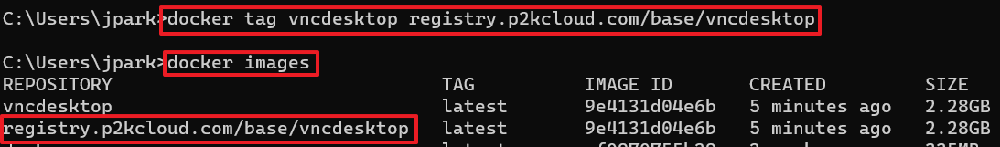 C:\Users\jpark>docker tag vncdesktop registry.p2kcloud.com/base/vncdesktop
C:\Users\jpark>docker images
REPOSITORY TAG IMAGE ID CREATED SIZE
vncdesktop latest 9e4131d04e6b 5 minutes ago 2.28GB
registry.p2kcloud.com/base/vncdesktop latest 9e4131d04e6b 5 minutes ago 2.28GB